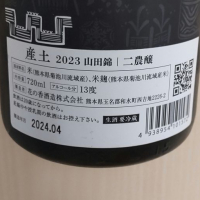 産土 2023 山田錦|二農醸
原材料名 米(熊本県菊池川流域産)、米麹(熊本県菊池川流域産米)
720ml アルコール分 13度
花の香酒造株式会社
熊本県玉名郡和水町西吉地2226-2
2024.04
生酒要冷蔵
4 938954